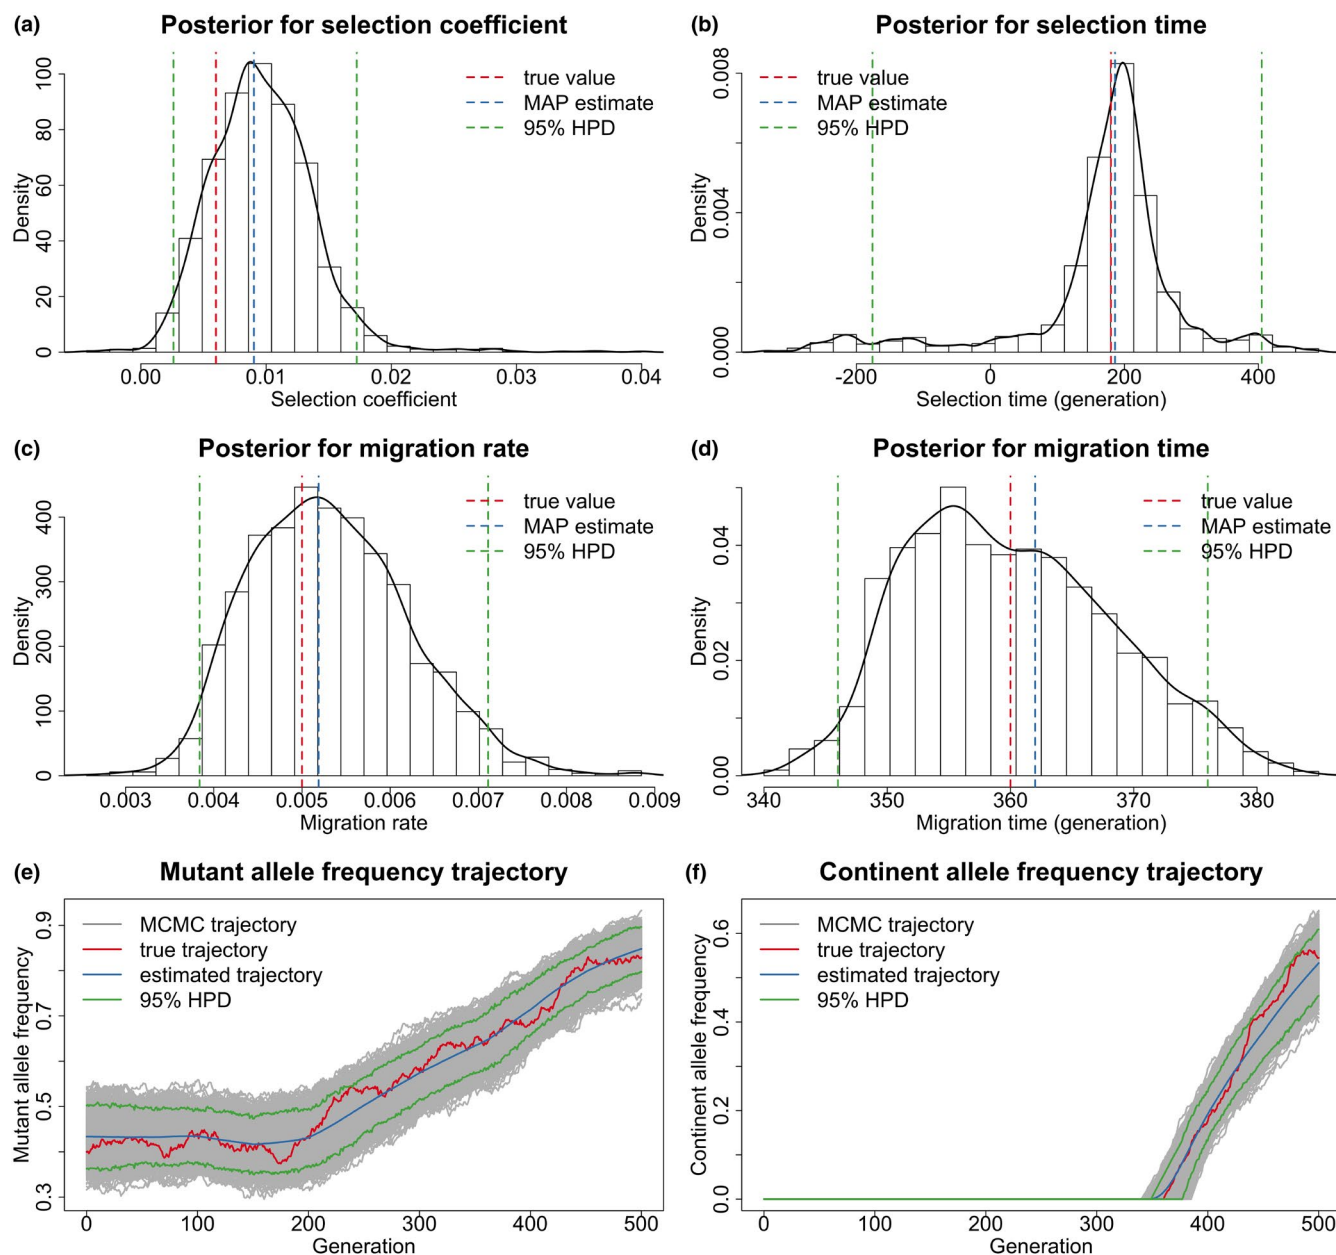 (a) Posterior for selection coefficient
true value
MAP estimate
95% HPD
Density
0 20 40 60 80 100
0.00 0.01 0.02 0.03 0.04
Selection coefficient
(b) Posterior for selection time
true value
MAP estimate
95% HPD
Density
0.000 0.004 0.008
-200 0 200 400
Selection time (generation)
(c) Posterior for migration rate
true value
MAP estimate
95% HPD
Density
0 100 200 300 400
0.003 0.004 0.005 0.006 0.007 0.008 0.009
Migration rate
(d) Posterior for migration time
true value
MAP estimate
95% HPD
Density
0.00 0.02 0.04
340 350 360 370 380
Migration time (generation)
(e) Mutant allele frequency trajectory
MCMC trajectory
true trajectory
estimated trajectory
95% HPD
Mutant allele frequency
0.3 0.5 0.7 0.9
0 100 200 300 400 500
Generation
(f) Continent allele frequency trajectory
MCMC trajectory
true trajectory
estimated trajectory
95% HPD
Continent allele frequency
0.0 0.2 0.4 0.6
0 100 200 300 400 500
Generation